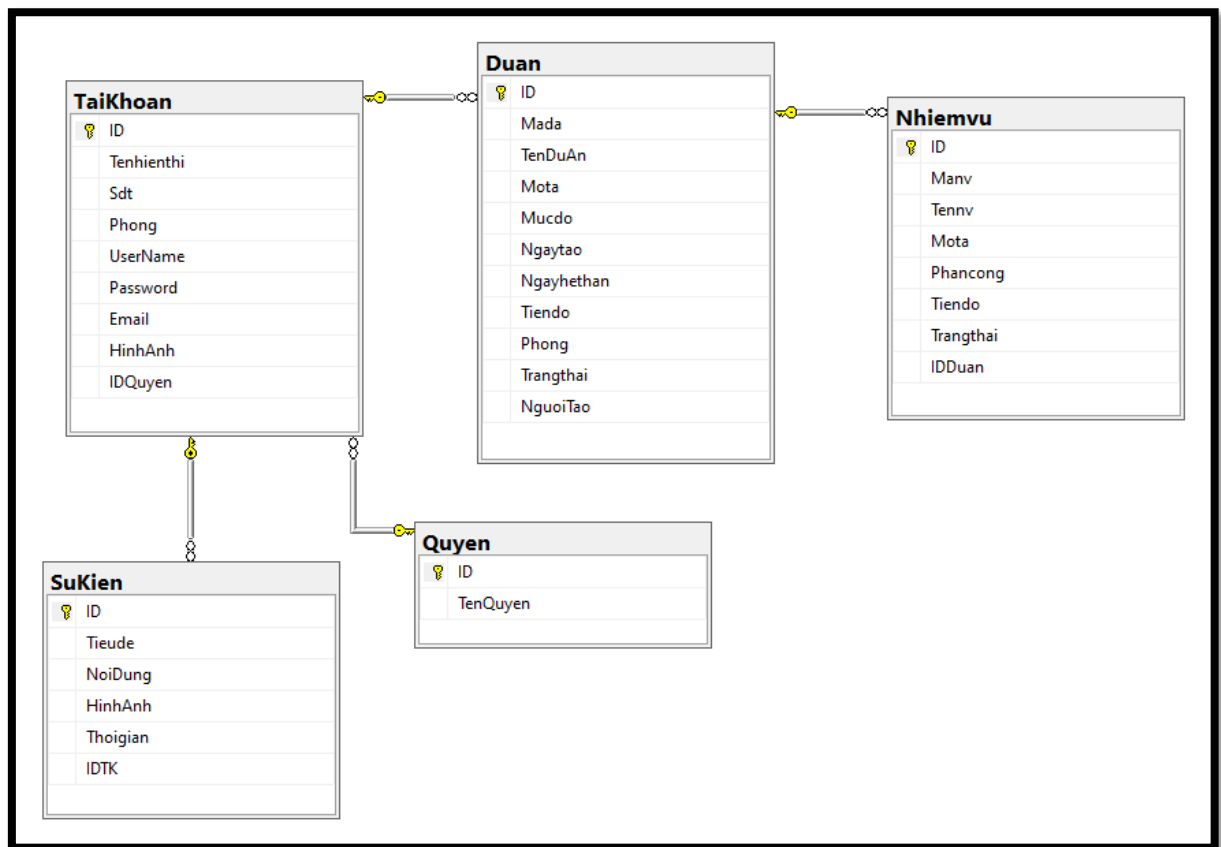 TaiKhoan
ID
Tenhienthi
Sdt
Phong
UserName
Password
Email
HinhAnh
IDQuyen
Duan
ID
Mada
TenDuAn
Mota
Mucdo
Ngaytao
Ngayhethan
Tiendo
Phong
Trangthai
NguoiTao
Nhiemvu
ID
Manv
Tennv
Mota
Phancong
Tiendo
Trangthai
IDDuan
SuKien
ID
Tieude
NoiDung
HinhAnh
Thoigian
IDTK
Quyen
ID
TenQuyen